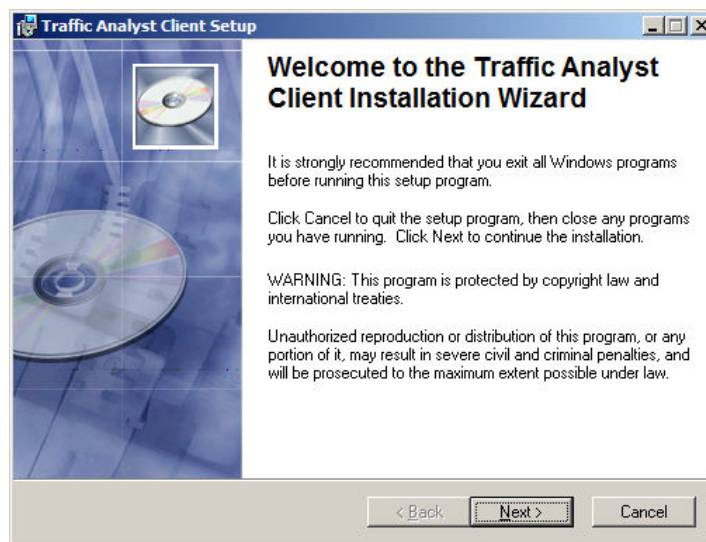 Traffic Analyst Client Setup
Welcome to the Traffic Analyst
Client Installation Wizard
It is strongly recommended that you exit all Windows programs
before running this setup program.
Click Cancel to quit the setup program, then close any programs
you have running. Click Next to continue the installation.
WARNING: This program is protected by copyright law and
international treaties.
Unauthorized reproduction or distribution of this program, or any
portion of it, may result in severe civil and criminal penalties, and
will be prosecuted to the maximum extent possible under law.
< Back
Next >
Cancel